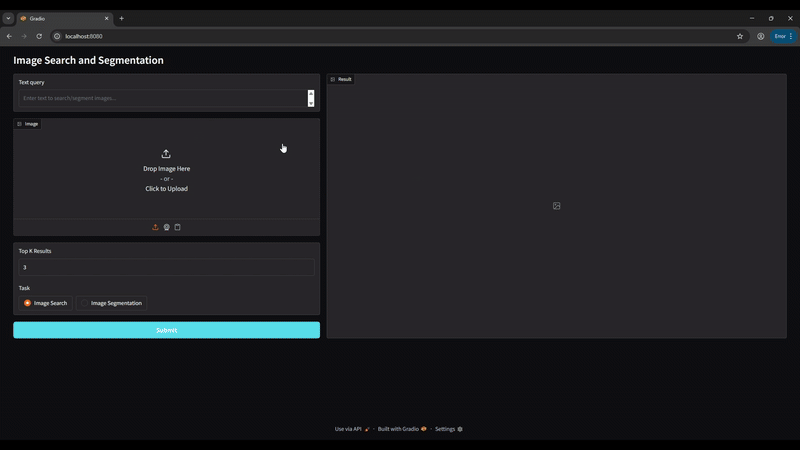 Gradio
localhost:8080
Error
Image Search and Segmentation
Text query
Enter text to search/segment images...
Image
Drop Image Here
- or -
Click to Upload
Top K Results
3
Task
Image Search
Image Segmentation
Submit
Result
Use via API · Built with Gradio · Settings